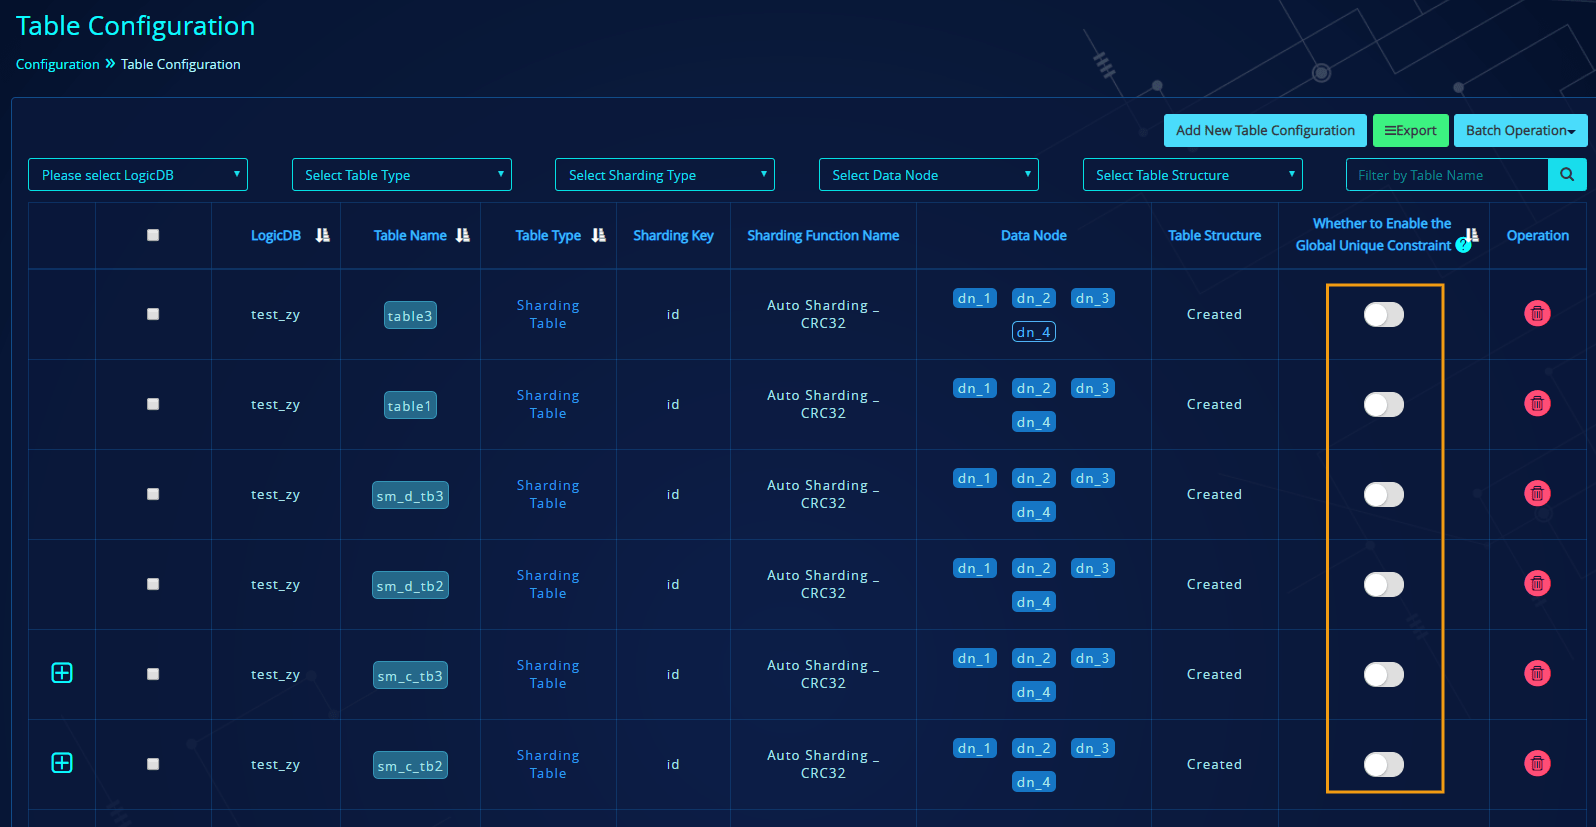 Table Configuration
Configuration » Table Configuration
Add New Table Configuration
Export
Batch Operation
Please select LogicDB
Select Table Type
Select Sharding Type
Select Data Node
Select Table Structure
Filter by Table Name
LogicDB
Table Name
Table Type
Sharding Key
Sharding Function Name
Data Node
Table Structure
Whether to Enable the
Global Unique Constraint ?
Operation
test_zy
table3
Sharding
Table
id
Auto Sharding _
CRC32
dn_1 dn_2 dn_3
dn_4
Created
test_zy
table1
Sharding
Table
id
Auto Sharding _
CRC32
dn_1 dn_2 dn_3
dn_4
Created
test_zy
sm_d_tb3
Sharding
Table
id
Auto Sharding _
CRC32
dn_1 dn_2 dn_3
dn_4
Created
test_zy
sm_d_tb2
Sharding
Table
id
Auto Sharding _
CRC32
dn_1 dn_2 dn_3
dn_4
Created
test_zy
sm_c_tb3
Sharding
Table
id
Auto Sharding _
CRC32
dn_1 dn_2 dn_3
dn_4
Created
test_zy
sm_c_tb2
Sharding
Table
id
Auto Sharding _
CRC32
dn_1 dn_2 dn_3
dn_4
Created